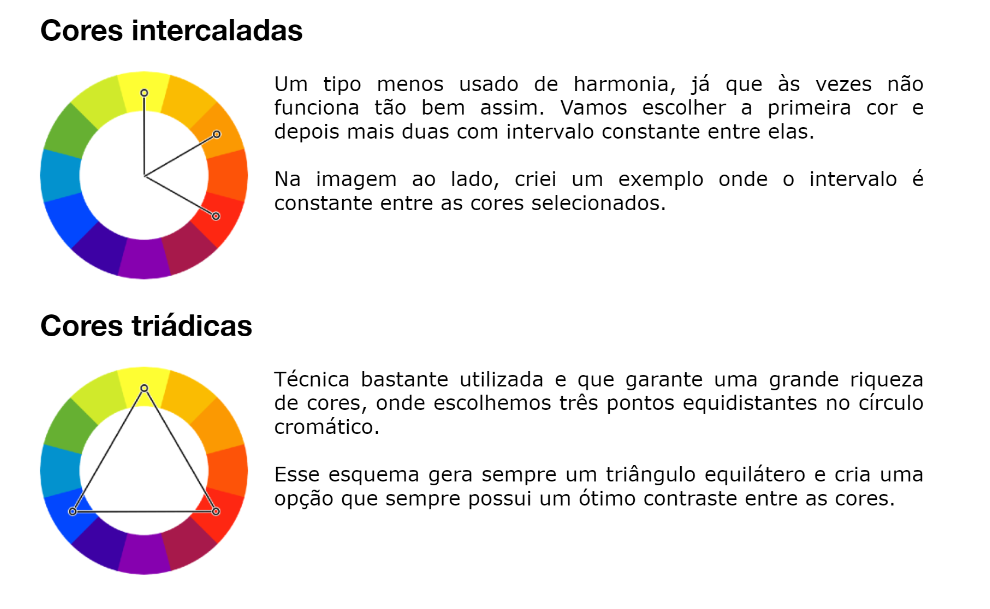 Cores intercaladas
Um tipo menos usado de harmonia, já que às vezes não
funciona tão bem assim. Vamos escolher a primeira cor e
depois mais duas com intervalo constante entre elas.
Na imagem ao lado, criei um exemplo onde o intervalo é
constante entre as cores selecionados.
Cores triádicas
Técnica bastante utilizada e que garante uma grande riqueza
de cores, onde escolhemos três pontos equidistantes no círculo
cromático.
Esse esquema gera sempre um triângulo equilátero e cria uma
opção que sempre possui um ótimo contraste entre as cores.